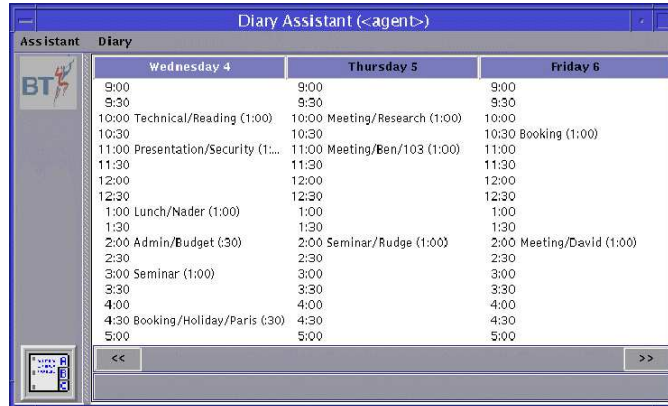 Diary Assistant (<agent>)
Assistant Diary
BT
Wednesday 4 Thursday 5 Friday 6
9:00 9:00 9:00
9:30 9:30 9:30
10:00 Technical/Reading (1:00) 10:00 Meeting/Research (1:00) 10:00
10:30 10:30 10:30 Booking (1:00)
11:00 Presentation/Security (1:... 11:00 Meeting/Ben/103 (1:00) 11:00
11:30 11:30 11:30
12:00 12:00 12:00
12:30 12:30 12:30
1:00 Lunch/Nader (1:00) 1:00 1:00
1:30 1:30 1:30
2:00 Admin/Budget (:30) 2:00 Seminar/Rudge (1:00) 2:00 Meeting/David (1:00)
2:30 2:30 2:30
3:00 Seminar (1:00) 3:00 3:00
3:30 3:30 3:30
4:00 4:00 4:00
4:30 Booking/Holiday/Paris (:30) 4:30 4:30
5:00 5:00 5:00
<< >>
A
B
C